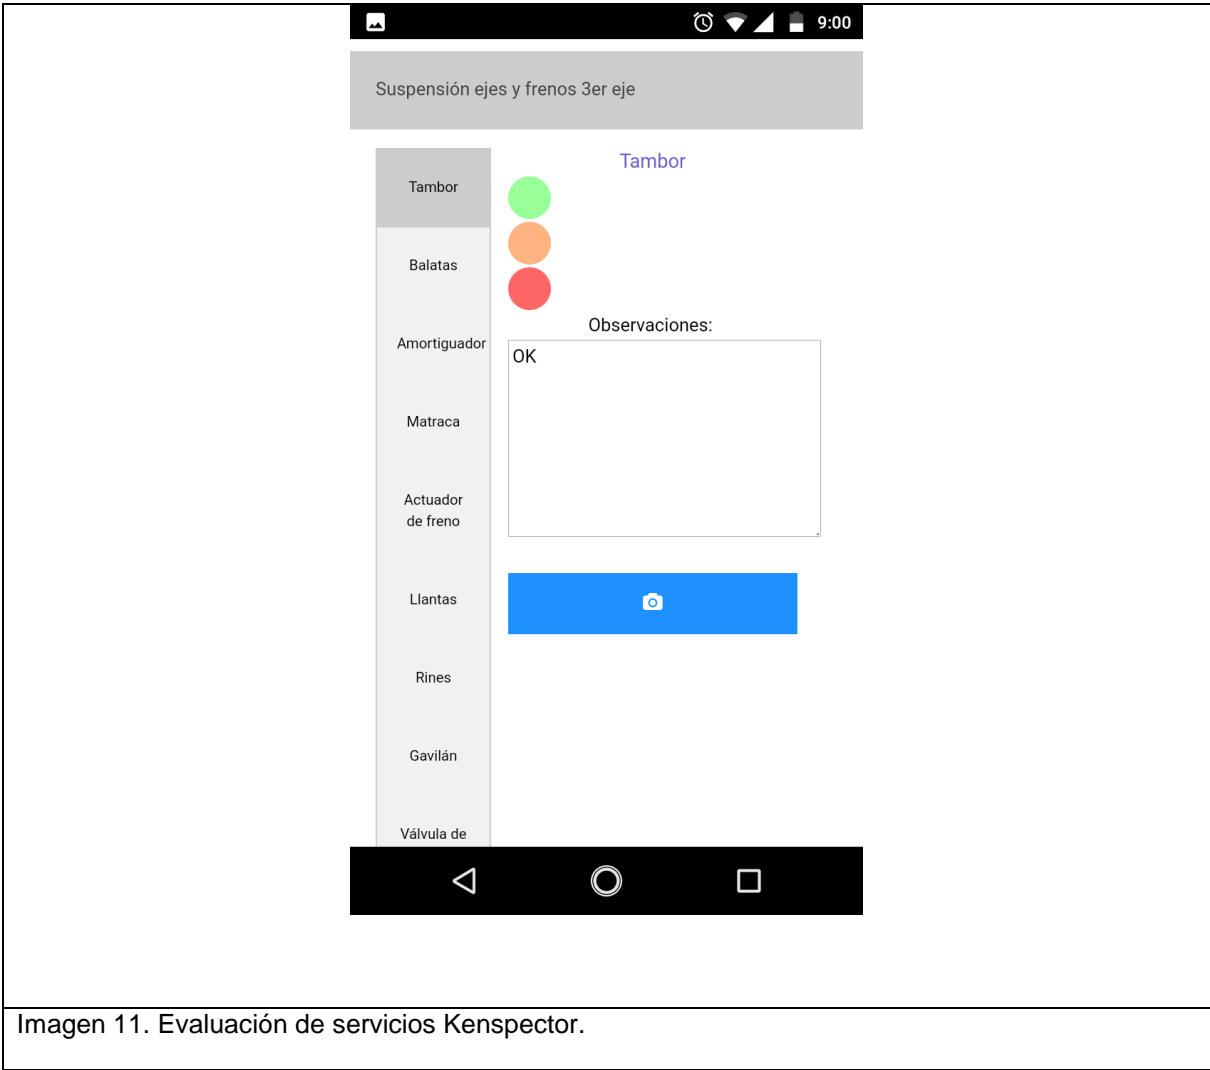 9:00
Suspensión ejes y frenos 3er eje
Tambor
Balatas
Amortiguador
Matraca
Actuador
de freno
Llantas
Rines
Gavilán
Válvula de
Tambor
Observaciones:
OK
Imagen 11. Evaluación de servicios Kenspector.